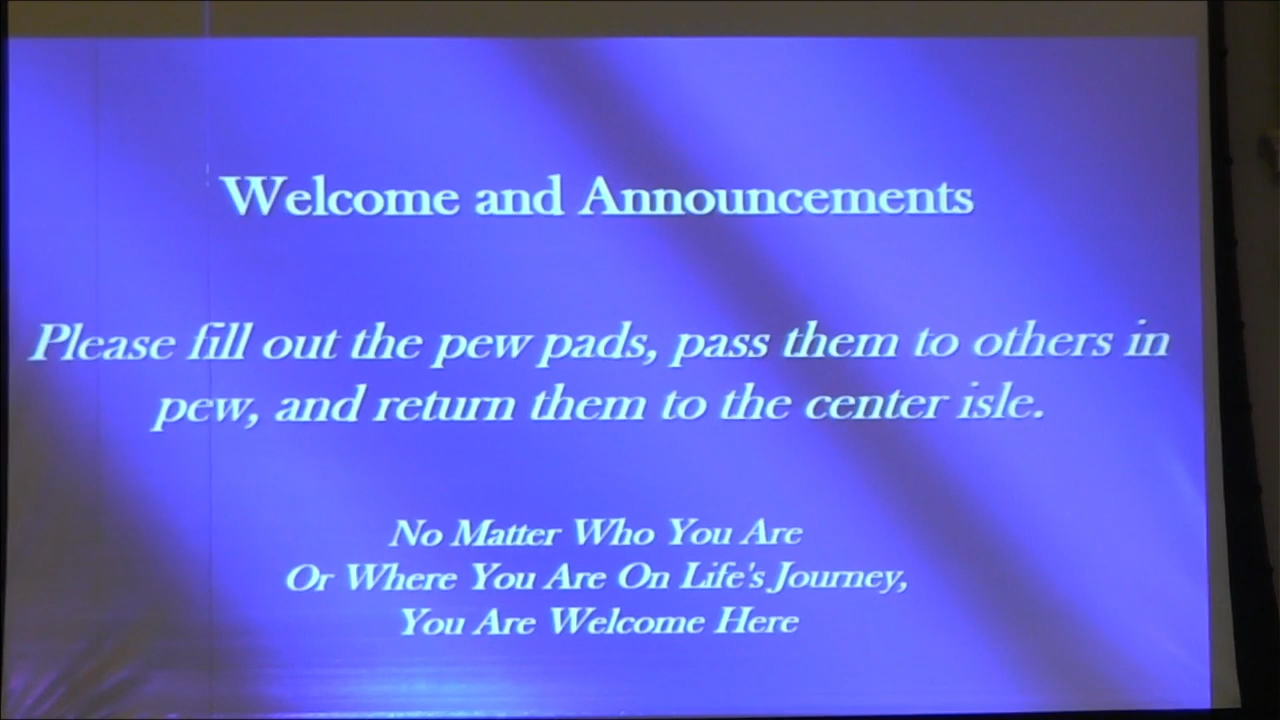 Welcome and Announcements
Please fill out the pew pads, pass them to others in
pew, and return them to the center isle.
No Matter Who You Are
Or Where You Are On Life's Journey,
You Are Welcome Here